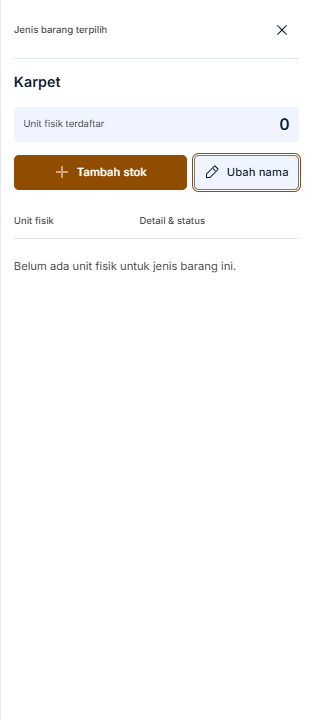 Jenis barang terpilih
Karpet
Unit fisik terdaftar 0
Tambah stok Ubah nama
Unit fisik Detail & status
Belum ada unit fisik untuk jenis barang ini.